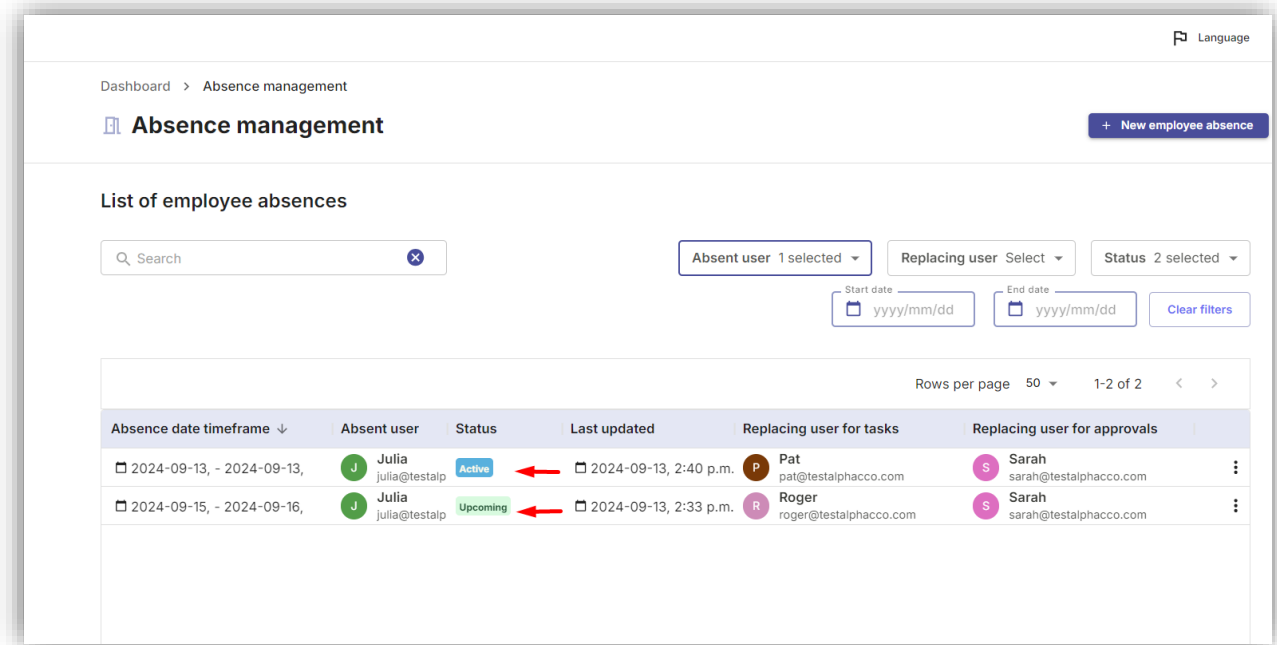 Language
Dashboard > Absence management
Absence management
+ New employee absence
List of employee absences
Search
Absent user 1 selected
Replacing user Select
Status 2 selected
Start date
yyyy/mm/dd
End date
yyyy/mm/dd
Clear filters
Rows per page 50 1-2 of 2 < >
Absence date timeframe ↓ Absent user Status Last updated Replacing user for tasks Replacing user for approvals
2024-09-13, - 2024-09-13, J Julia Active 2024-09-13, 2:40 p.m. P Pat S Sarah
julia@testalp pat@testalphacco.com sarah@testalphacco.com
2024-09-15, - 2024-09-16, J Julia Upcoming 2024-09-13, 2:33 p.m. R Roger S Sarah
julia@testalp roger@testalphacco.com sarah@testalphacco.com